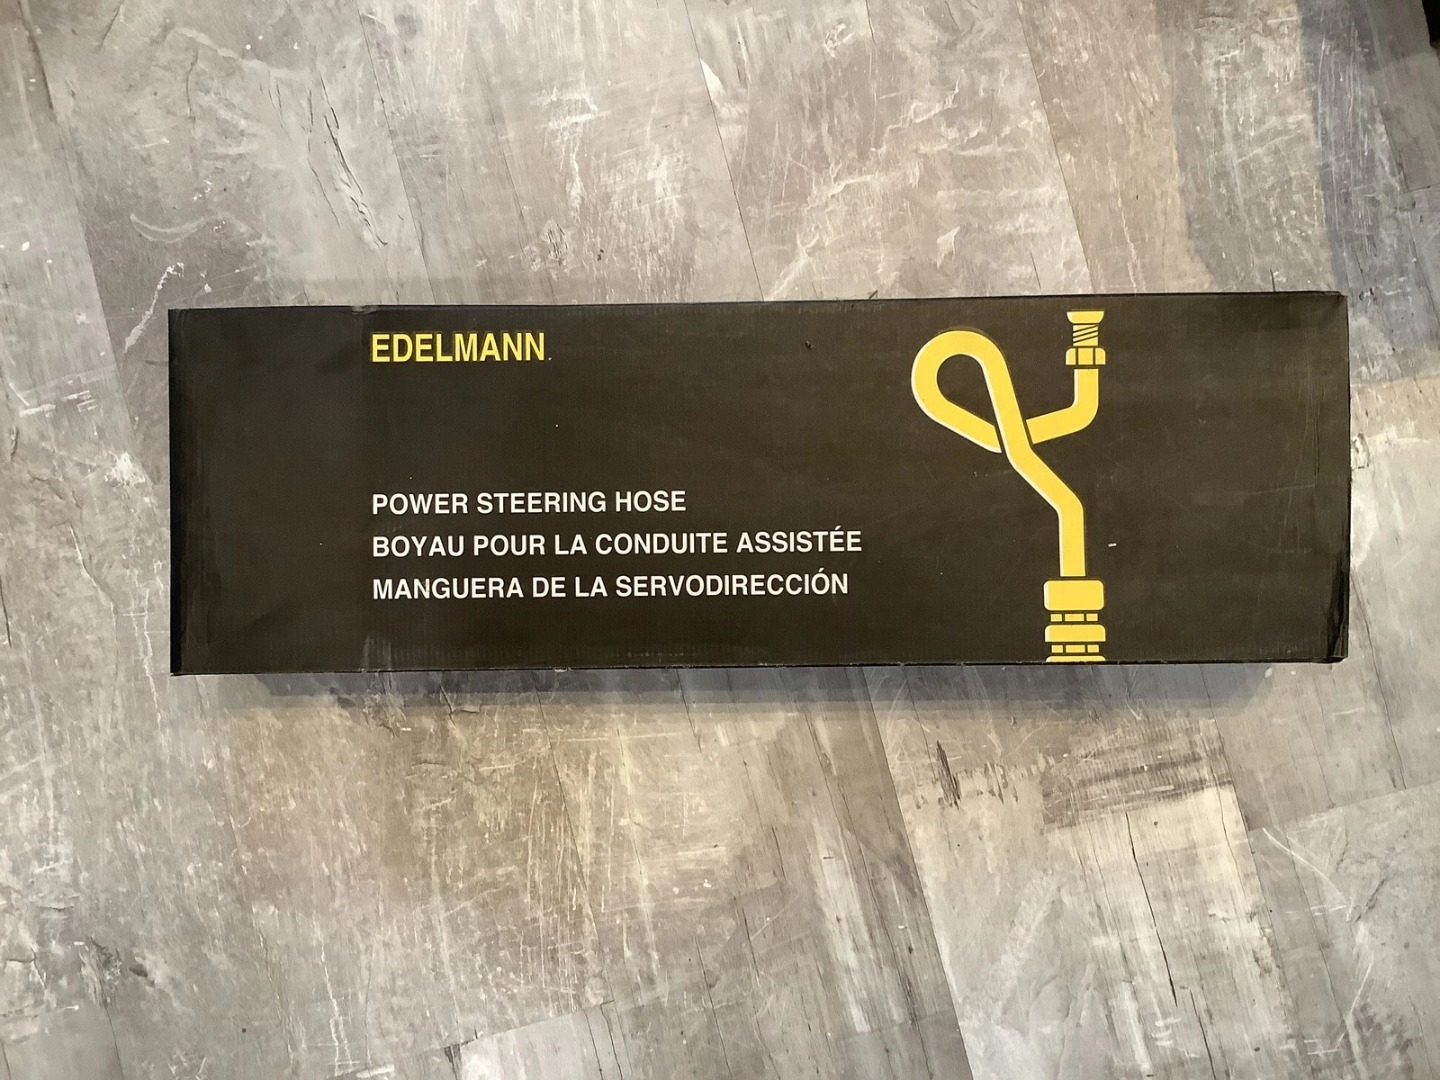 EDELMANN
POWER STEERING HOSE
BOYAU POUR LA CONDUITE ASSISTÉE
MANGUERA DE LA SERVODIRECCIÓN